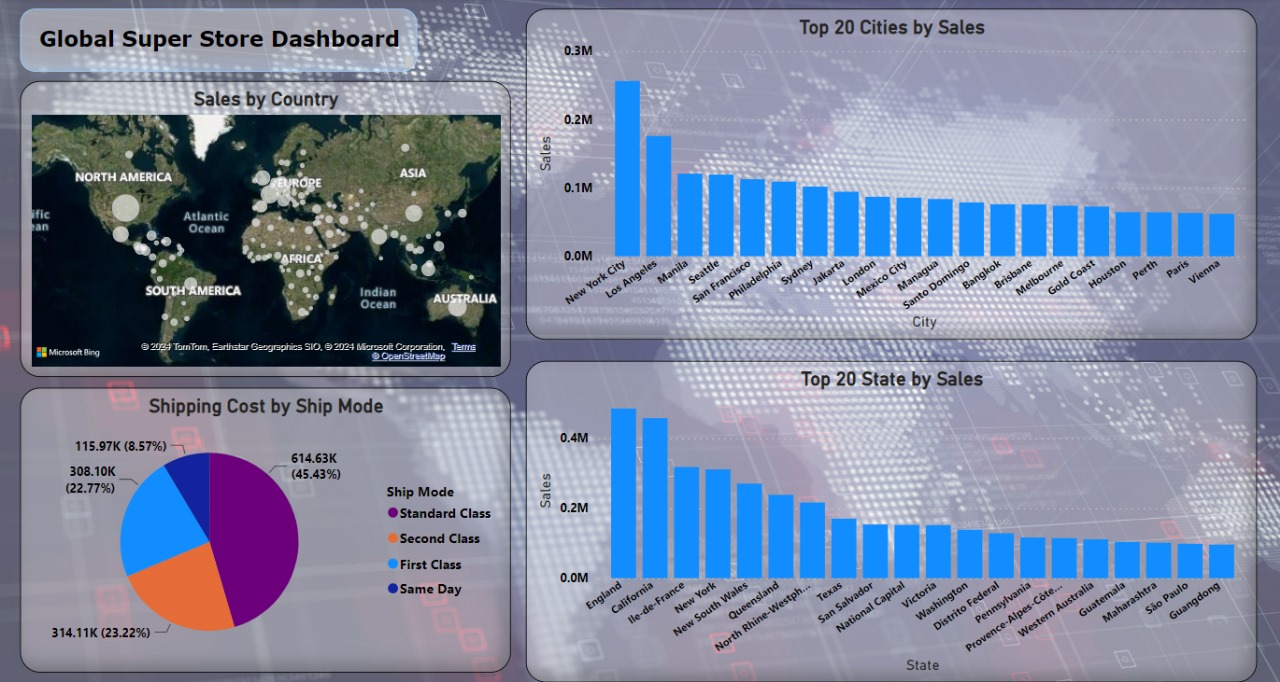 Global Super Store Dashboard
Sales by Country
NORTH AMERICA
EUROPE
ASIA
ific
ean
Atlantic
Ocean
AFRICA
SOUTH AMERICA
Indian
Ocean
AUSTRALIA
Microsoft Bing
© 2024 TomTom, Earthstar Geographics SIO, © 2024 Microsoft Corporation, Terms
© OpenStreetMap
Shipping Cost by Ship Mode
115.97K (8.57%)
308.10K
(22.77%)
614.63K
(45.43%)
314.11K (23.22%)
Ship Mode
Standard Class
Second Class
First Class
Same Day
Top 20 Cities by Sales
0.3M
0.2M
0.1M
0.0M
Sales
New York City
Los Angeles
Manila
Seattle
San Francisco
Philadelphia
Sydney
Jakarta
London
Mexico City
Managua
Santo Domingo
Bangkok
Brisbane
Melbourne
Gold Coast
Houston
Perth
Paris
Vienna
City
Top 20 State by Sales
0.4M
0.2M
0.0M
Sales
England
California
Ile-de-France
New York
New South Wales
Queensland
North Rhine-Westph...
Texas
San Salvador
National Capital
Victoria
Washington
Distrito Federal
Pennsylvania
Provence-Alpes-Côte...
Western Australia
Guatemala
Maharashtra
São Paulo
Guangdong
State